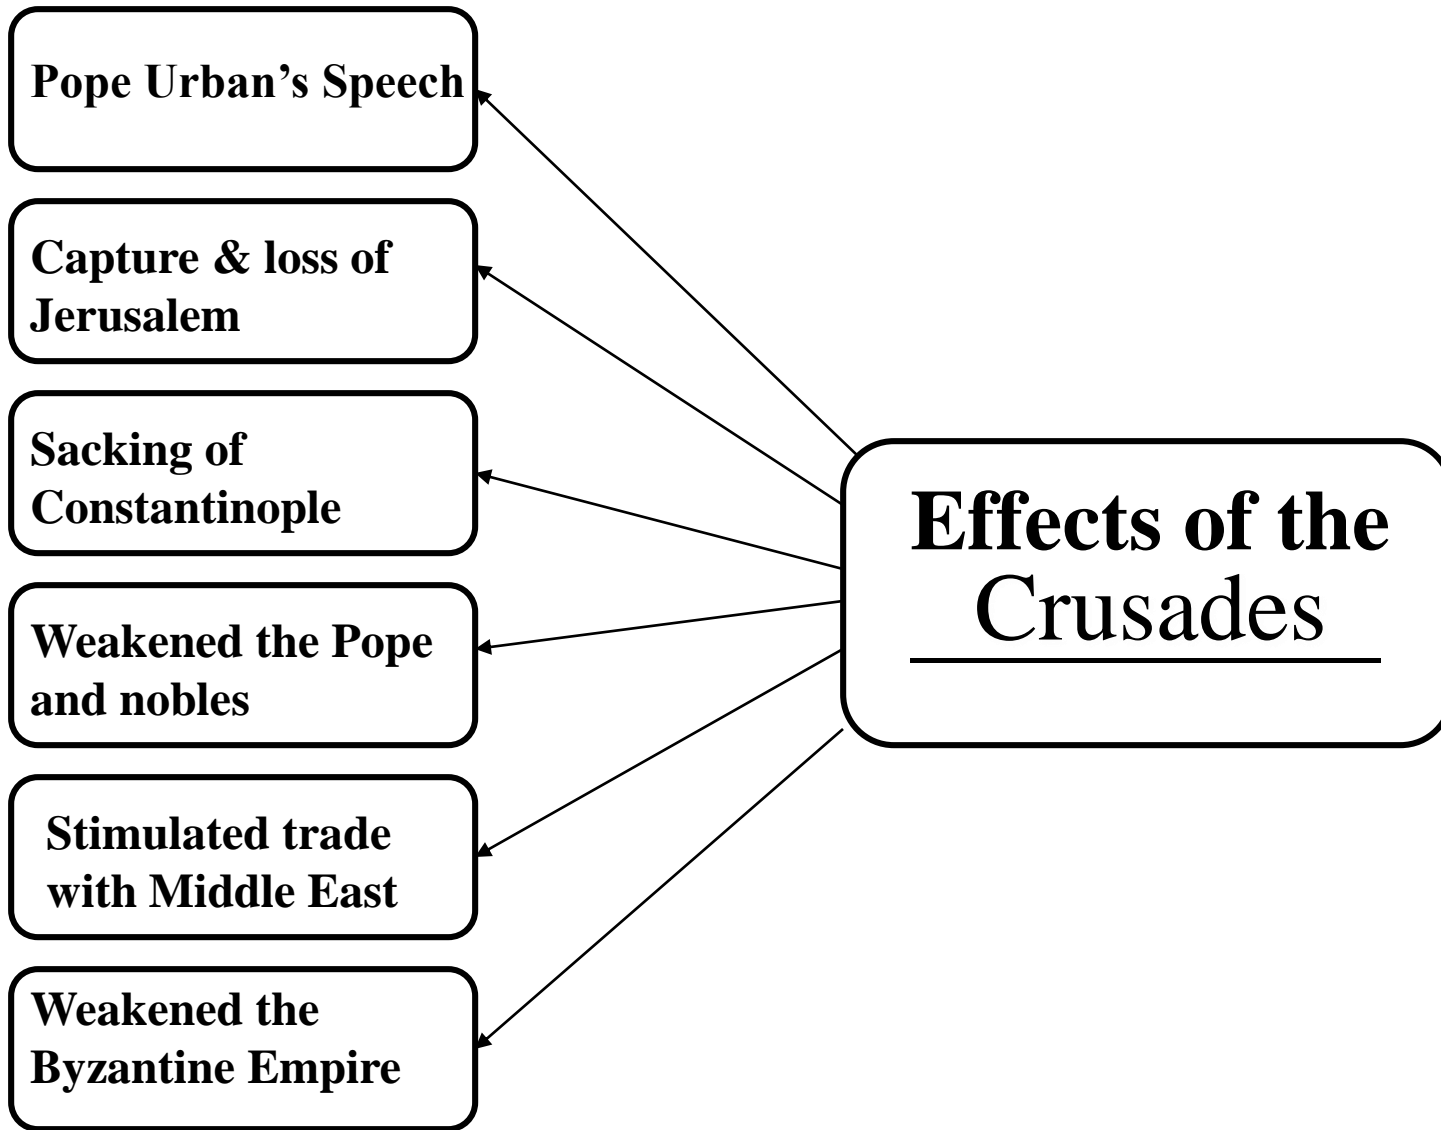 Pope Urban’s Speech
Capture & loss of
Jerusalem
Sacking of
Constantinople
Weakened the Pope
and nobles
Stimulated trade
with Middle East
Weakened the
Byzantine Empire
Effects of the
Crusades